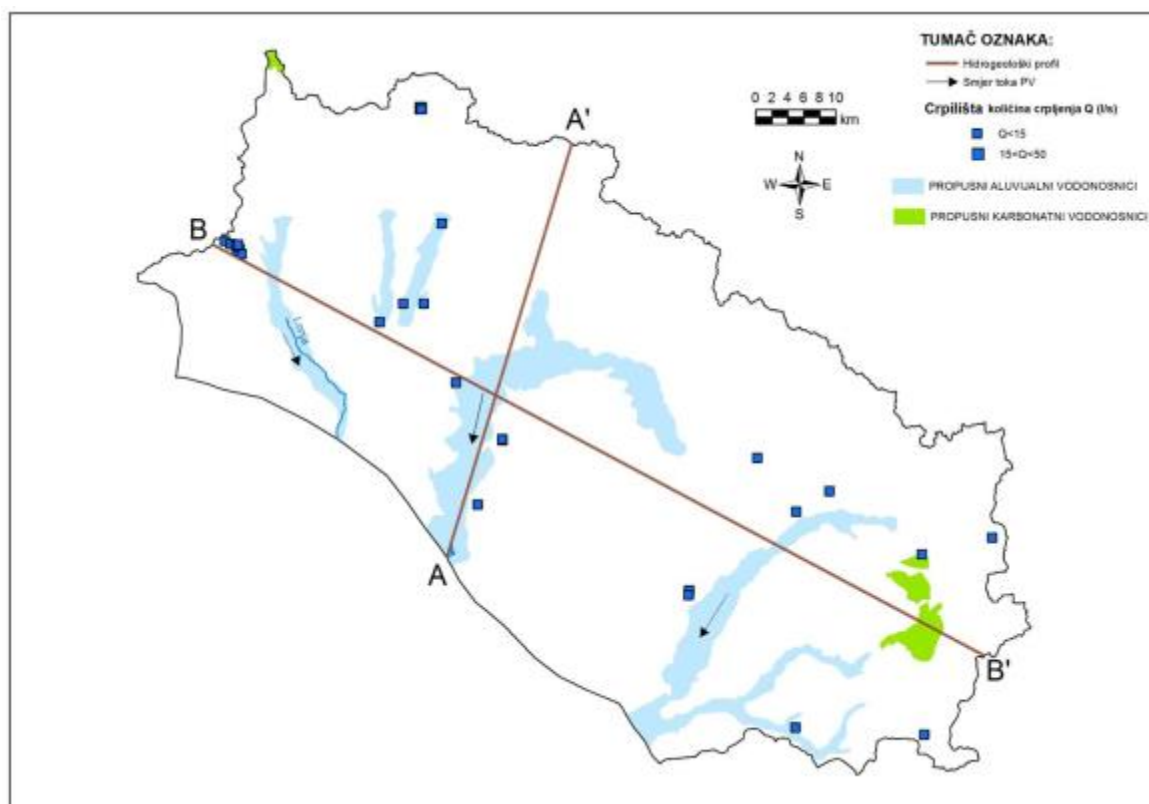 TUMAČ OZNAKA:
Hidrogeološki profil
Smjer toka PV
Crpilišta količina crpljenja Q (l/s)
Q<15
15<Q<50
PROPUSNI ALUVIJALNI VODONOSNICI
PROPUSNI KARBONATNI VODONOSNICI
0 2 4 6 8 10
km
N
W E
S
A'
B
Lonja
A
B'